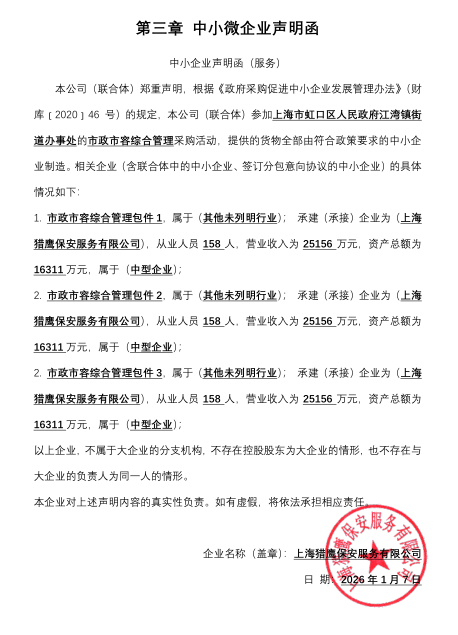 第三章 中小微企业声明函
中小企业声明函（服务）
本公司（联合体）郑重声明，根据《政府采购促进中小企业发展管理办法》（财
库﹝2020﹞46 号）的规定，本公司（联合体）参加上海市虹口区人民政府江湾镇街
道办事处的市政市容综合管理采购活动，提供的货物全部由符合政策要求的中小企
业制造。相关企业（含联合体中的中小企业、签订分包意向协议的中小企业）的具体
情况如下：
1. 市政市容综合管理包件 1，属于（其他未列明行业）； 承建（承接）企业为（上海
猎鹰保安服务有限公司），从业人员 158 人，营业收入为 25156 万元，资产总额为
16311 万元，属于（中型企业）；
2. 市政市容综合管理包件 2，属于（其他未列明行业）； 承建（承接）企业为（上海
猎鹰保安服务有限公司），从业人员 158 人，营业收入为 25156 万元，资产总额为
16311 万元，属于（中型企业）；
2. 市政市容综合管理包件 3，属于（其他未列明行业）； 承建（承接）企业为（上海
猎鹰保安服务有限公司），从业人员 158 人，营业收入为 25156 万元，资产总额为
16311 万元，属于（中型企业）；
以上企业，不属于大企业的分支机构，不存在控股股东为大企业的情形，也不存在与
大企业的负责人为同一人的情形。
本企业对上述声明内容的真实性负责。如有虚假，将依法承担相应责任。
企业名称（盖章）：上海猎鹰保安服务有限公司
日 期：2026 年 1 月 7 日
上海猎鹰保安服务有限公司